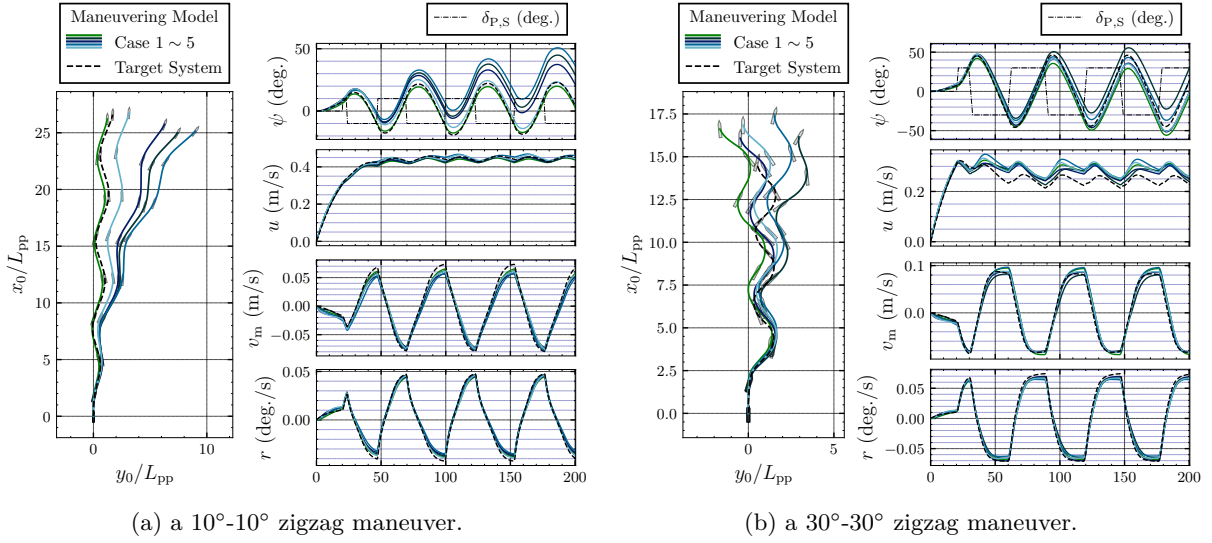 Maneuvering Model
Case 1 ∼ 5
Target System
δP,S (deg.)
50
0
ψ (deg.)
0.4
0.2
0.0
u (m/s)
0.05
0.00
−0.05
vm (m/s)
0.05
0.00
r (deg./s)
0 50 100 150 200
25
20
15
10
5
0
x0/Lpp
0 10
y0/Lpp
(a) a 10°-10° zigzag maneuver.
Maneuvering Model
Case 1 ∼ 5
Target System
δP,S (deg.)
50
0
−50
ψ (deg.)
0.2
0.0
u (m/s)
0.1
0.0
vm (m/s)
0.05
0.00
−0.05
r (deg./s)
0 50 100 150 200
17.5
15.0
12.5
10.0
7.5
5.0
2.5
0.0
x0/Lpp
0 5
y0/Lpp
(b) a 30°-30° zigzag maneuver.